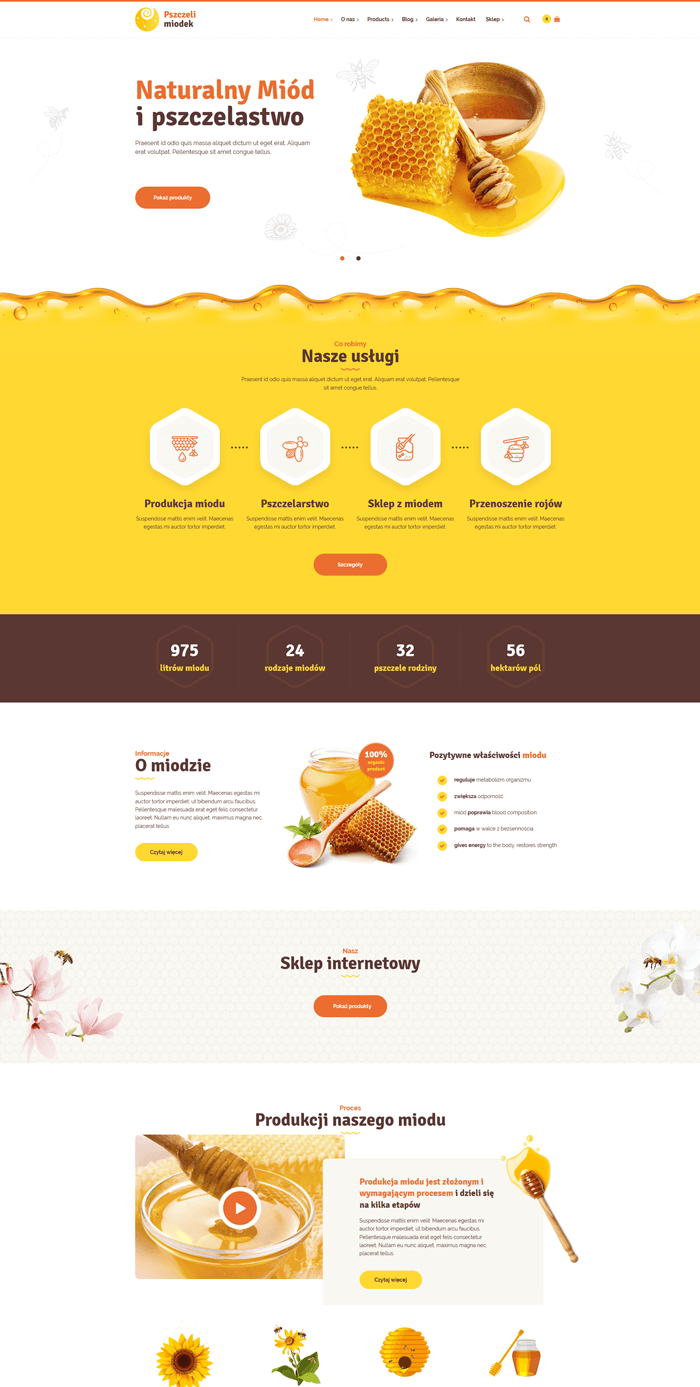 Pszczeli
miodek
Home O nas Products Blog Galeria Kontakt Sklep
0
Naturalny Miód
i pszczelastwo
Praesent id odio quis massa aliquet dictum ut eget erat. Aliquam
erat volutpat. Pellentesque sit amet congue tellus.
Pokaż produkty
Co robimy
Nasze usługi
Praesent id odio quis massa aliquet dictum ut eget erat. Aliquam erat volutpat. Pellentesque
sit amet congue tellus.
Produkcja miodu
Pszczelarstwo
Sklep z miodem
Przenoszenie rojów
Suspendisse mattis enim velit. Maecenas
egestas mi auctor tortor imperdiet.
Suspendisse mattis enim velit. Maecenas
egestas mi auctor tortor imperdiet.
Suspendisse mattis enim velit. Maecenas
egestas mi auctor tortor imperdiet.
Suspendisse mattis enim velit. Maecenas
egestas mi auctor tortor imperdiet.
Szczegóły
975
litrów miodu
24
rodzaje miodów
32
pszczele rodziny
56
hektarów pól
Informacje
O miodzie
Suspendisse mattis enim velit. Maecenas egestas mi
auctor tortor imperdiet, ut bibendum arcu faucibus.
Pellentesque malesuada erat eget felis consectetur
laoreet. Nullam eu nunc aliquet, maximus magna nec,
placerat tellus.
Czytaj więcej
100%
organic
product
Pozytywne właściwości miodu
reguluje metabolizm organizmu
zwiększa odporność
miód poprawia blood composition
pomaga w walce z bezsennością
gives energy to the body, restores strength
Nasz
Sklep internetowy
Pokaż produkty
Proces
Produkcji naszego miodu
Produkcja miodu jest złożonym i
wymagającym procesem i dzieli się
na kilka etapów
Suspendisse mattis enim velit. Maecenas egestas mi
auctor tortor imperdiet, ut bibendum arcu faucibus.
Pellentesque malesuada erat eget felis consectetur
laoreet. Nullam eu nunc aliquet, maximus magna nec,
placerat tellus.
Czytaj więcej